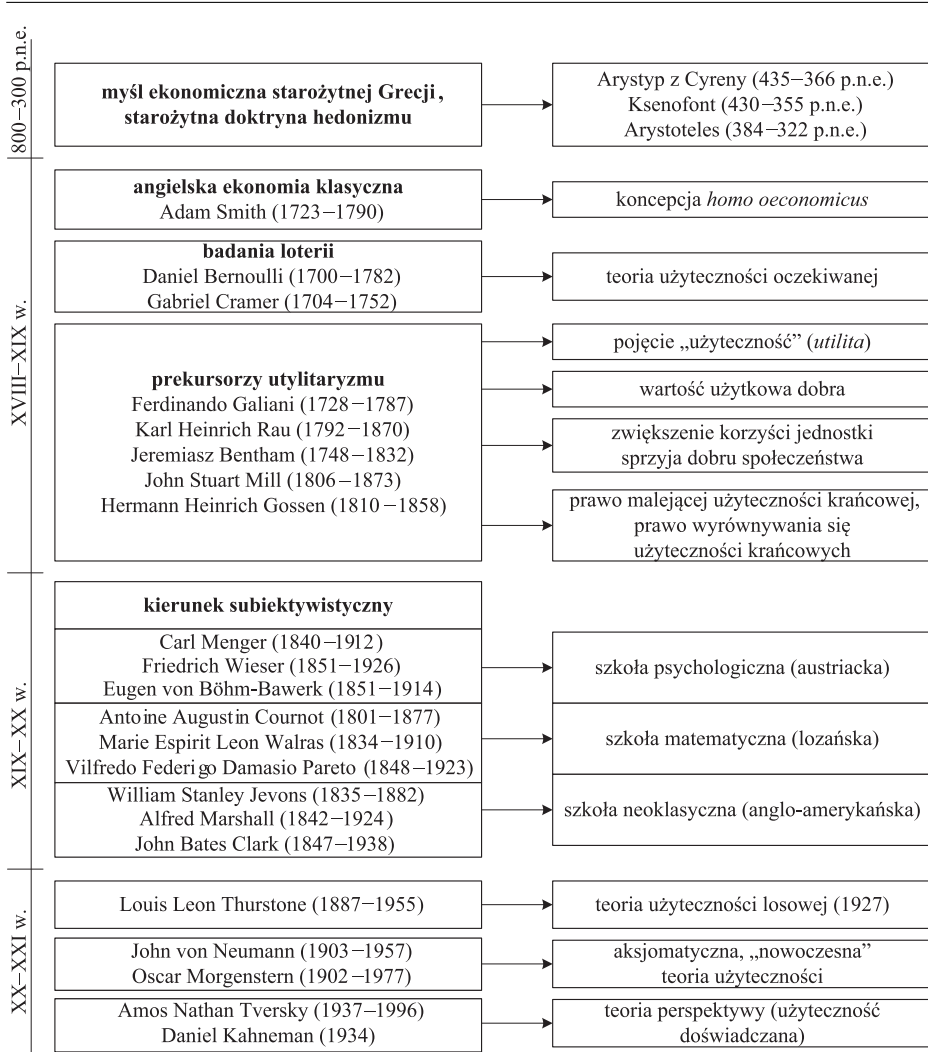 800–300 p.n.e.
myśl ekonomiczna starożytnej Grecji,
starożytna doktryna hedonizmu
Arystyp z Cyreny (435–366 p.n.e.)
Ksenofont (430–355 p.n.e.)
Arystoteles (384–322 p.n.e.)
XVIII–XIX w.
angielska ekonomia klasyczna
Adam Smith (1723–1790)
koncepcja homo oeconomicus
badania loterii
Daniel Bernoulli (1700–1782)
Gabriel Cramer (1704–1752)
teoria użyteczności oczekiwanej
prekursorzy utylitaryzmu
Ferdinando Galiani (1728–1787)
Karl Heinrich Rau (1792–1870)
Jeremiasz Bentham (1748–1832)
John Stuart Mill (1806–1873)
Hermann Heinrich Gossen (1810–1858)
pojęcie „użyteczność” (utilita)
wartość użytkowa dobra
zwiększenie korzyści jednostki
sprzyja dobru społeczeństwa
prawo malejącej użyteczności krańcowej,
prawo wyrównywania się
użyteczności krańcowych
XIX–XX w.
kierunek subiektywistyczny
Carl Menger (1840–1912)
Friedrich Wieser (1851–1926)
Eugen von Böhm-Bawerk (1851–1914)
szkoła psychologiczna (austriacka)
Antoine Augustin Cournot (1801–1877)
Marie Espirit Leon Walras (1834–1910)
Vilfredo Federigo Damasio Pareto (1848–1923)
szkoła matematyczna (lozańska)
William Stanley Jevons (1835–1882)
Alfred Marshall (1842–1924)
John Bates Clark (1847–1938)
szkoła neoklasyczna (anglo-amerykańska)
XX–XXI w.
Louis Leon Thurstone (1887–1955)
teoria użyteczności losowej (1927)
John von Neumann (1903–1957)
Oscar Morgenstern (1902–1977)
aksjomatyczna, „nowoczesna”
teoria użyteczności
Amos Nathan Tversky (1937–1996)
Daniel Kahneman (1934)
teoria perspektywy (użyteczność
doświadczana)